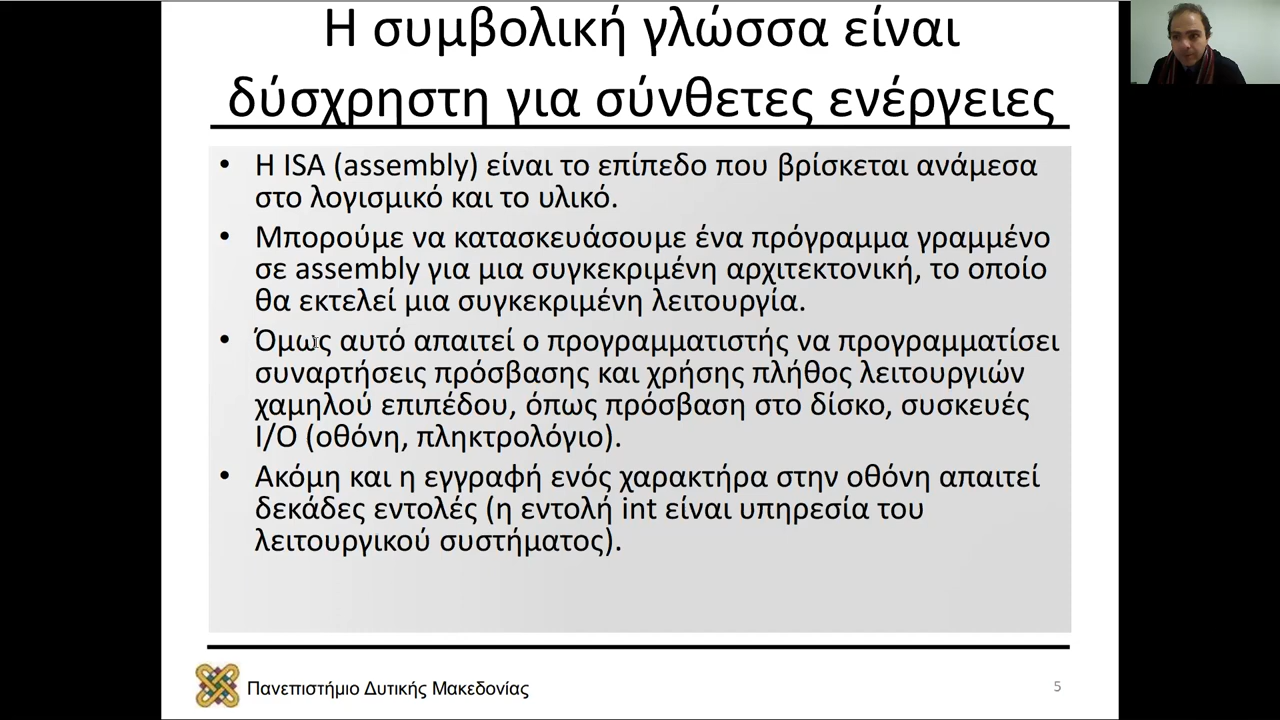 Η συμβολική γλώσσα είναι
δύσχρηστη για σύνθετες ενέργειες
• Η ISA (assembly) είναι το επίπεδο που βρίσκεται ανάμεσα
στο λογισμικό και το υλικό.
• Μπορούμε να κατασκευάσουμε ένα πρόγραμμα γραμμένο
σε assembly για μια συγκεκριμένη αρχιτεκτονική, το οποίο
θα εκτελεί μια συγκεκριμένη λειτουργία.
• Όμως αυτό απαιτεί ο προγραμματιστής να προγραμματίσει
συναρτήσεις πρόσβασης και χρήσης πλήθος λειτουργιών
χαμηλού επιπέδου, όπως πρόσβαση στο δίσκο, συσκευές
Ι/Ο (οθόνη, πληκτρολόγιο).
• Ακόμη και η εγγραφή ενός χαρακτήρα στην οθόνη απαιτεί
δεκάδες εντολές (η εντολή int είναι υπηρεσία του
λειτουργικού συστήματος).
Πανεπιστήμιο Δυτικής Μακεδονίας
5